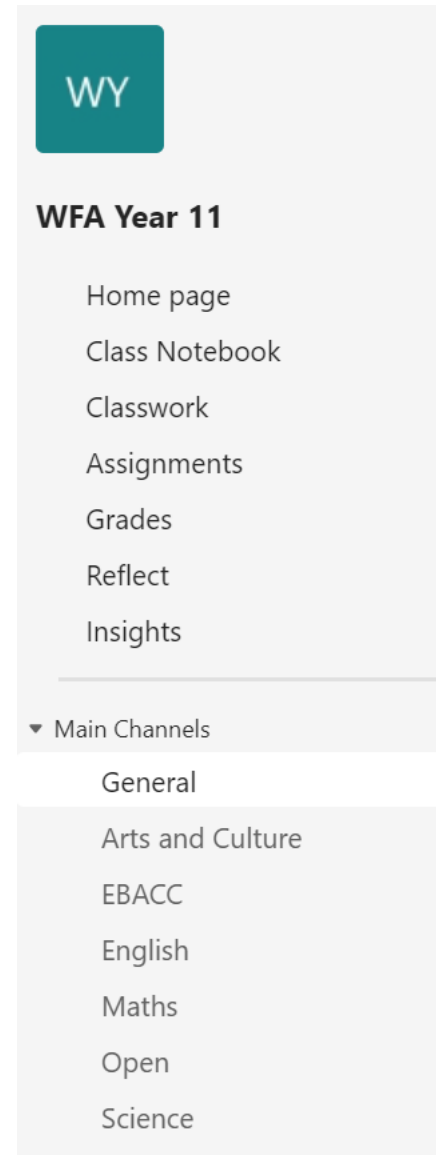 WY
WFA Year 11
Home page
Class Notebook
Classwork
Assignments
Grades
Reflect
Insights
Main Channels
General
Arts and Culture
EBACC
English
Maths
Open
Science